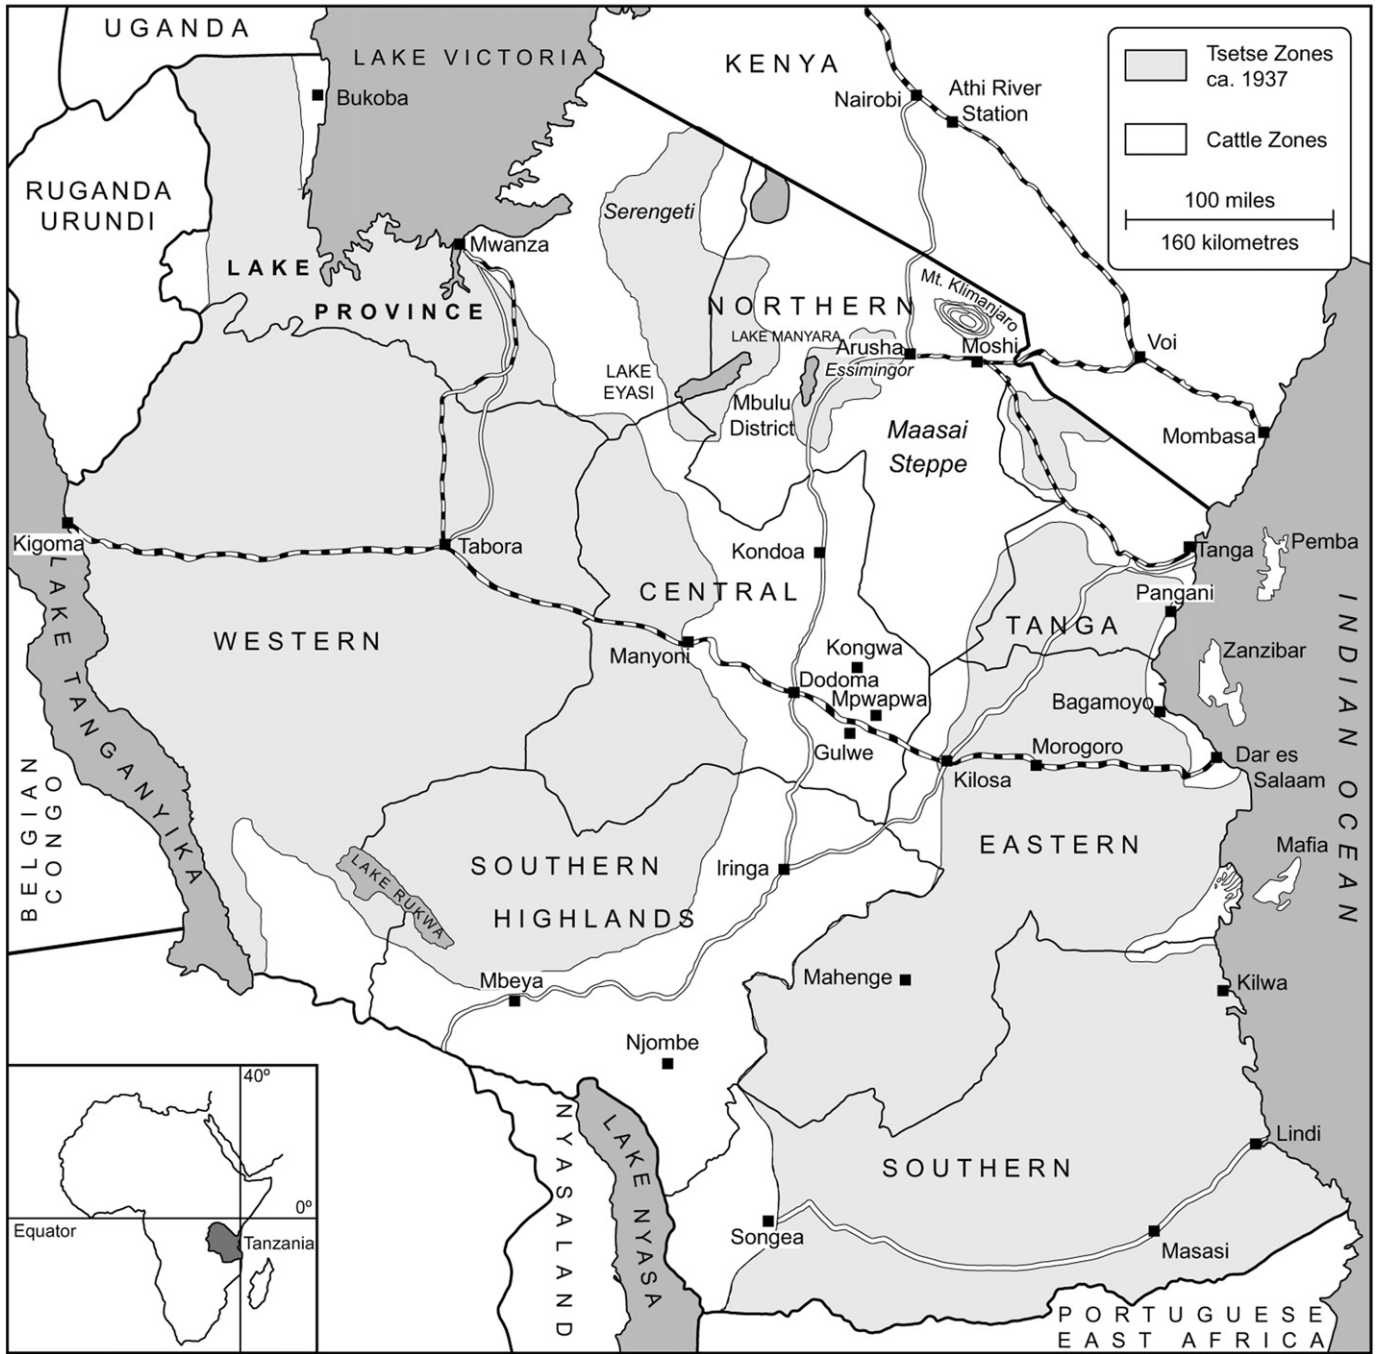 UGANDA
LAKE VICTORIA
KENYA
Tsetse Zones
ca. 1937
Cattle Zones
100 miles
160 kilometres
Bukoba
Nairobi
Athi River
Station
RUGANDA
URUNDI
Serengeti
Mwanza
LAKE
PROVINCE
NORTHERN
Mt. Klimanjaro
LAKE MANYARA
Arusha
Moshi
Voi
Essimingor
LAKE
EYASI
Mbulu
District
Maasai
Steppe
Mombasa
Kigoma
Tabora
Kondoa
Tanga
Pemba
CENTRAL
Pangani
WESTERN
TANGA
Manyoni
Kongwa
Zanzibar
Dodoma
Mpwapwa
Bagamoyo
Gulwe
Morogoro
Kilosa
Dar es
Salaam
LAKE TANGANYIKA
INDIAN OCEAN
BELGIAN
CONGO
EASTERN
Mafia
SOUTHERN
HIGHLANDS
Iringa
LAKE RUKWA
Mbeya
Mahenge
Kilwa
Njombe
NYASALAND
LAKE NYASA
SOUTHERN
Lindi
Songea
Masasi
PORTUGUESE
EAST AFRICA
40º
0º
Equator
Tanzania